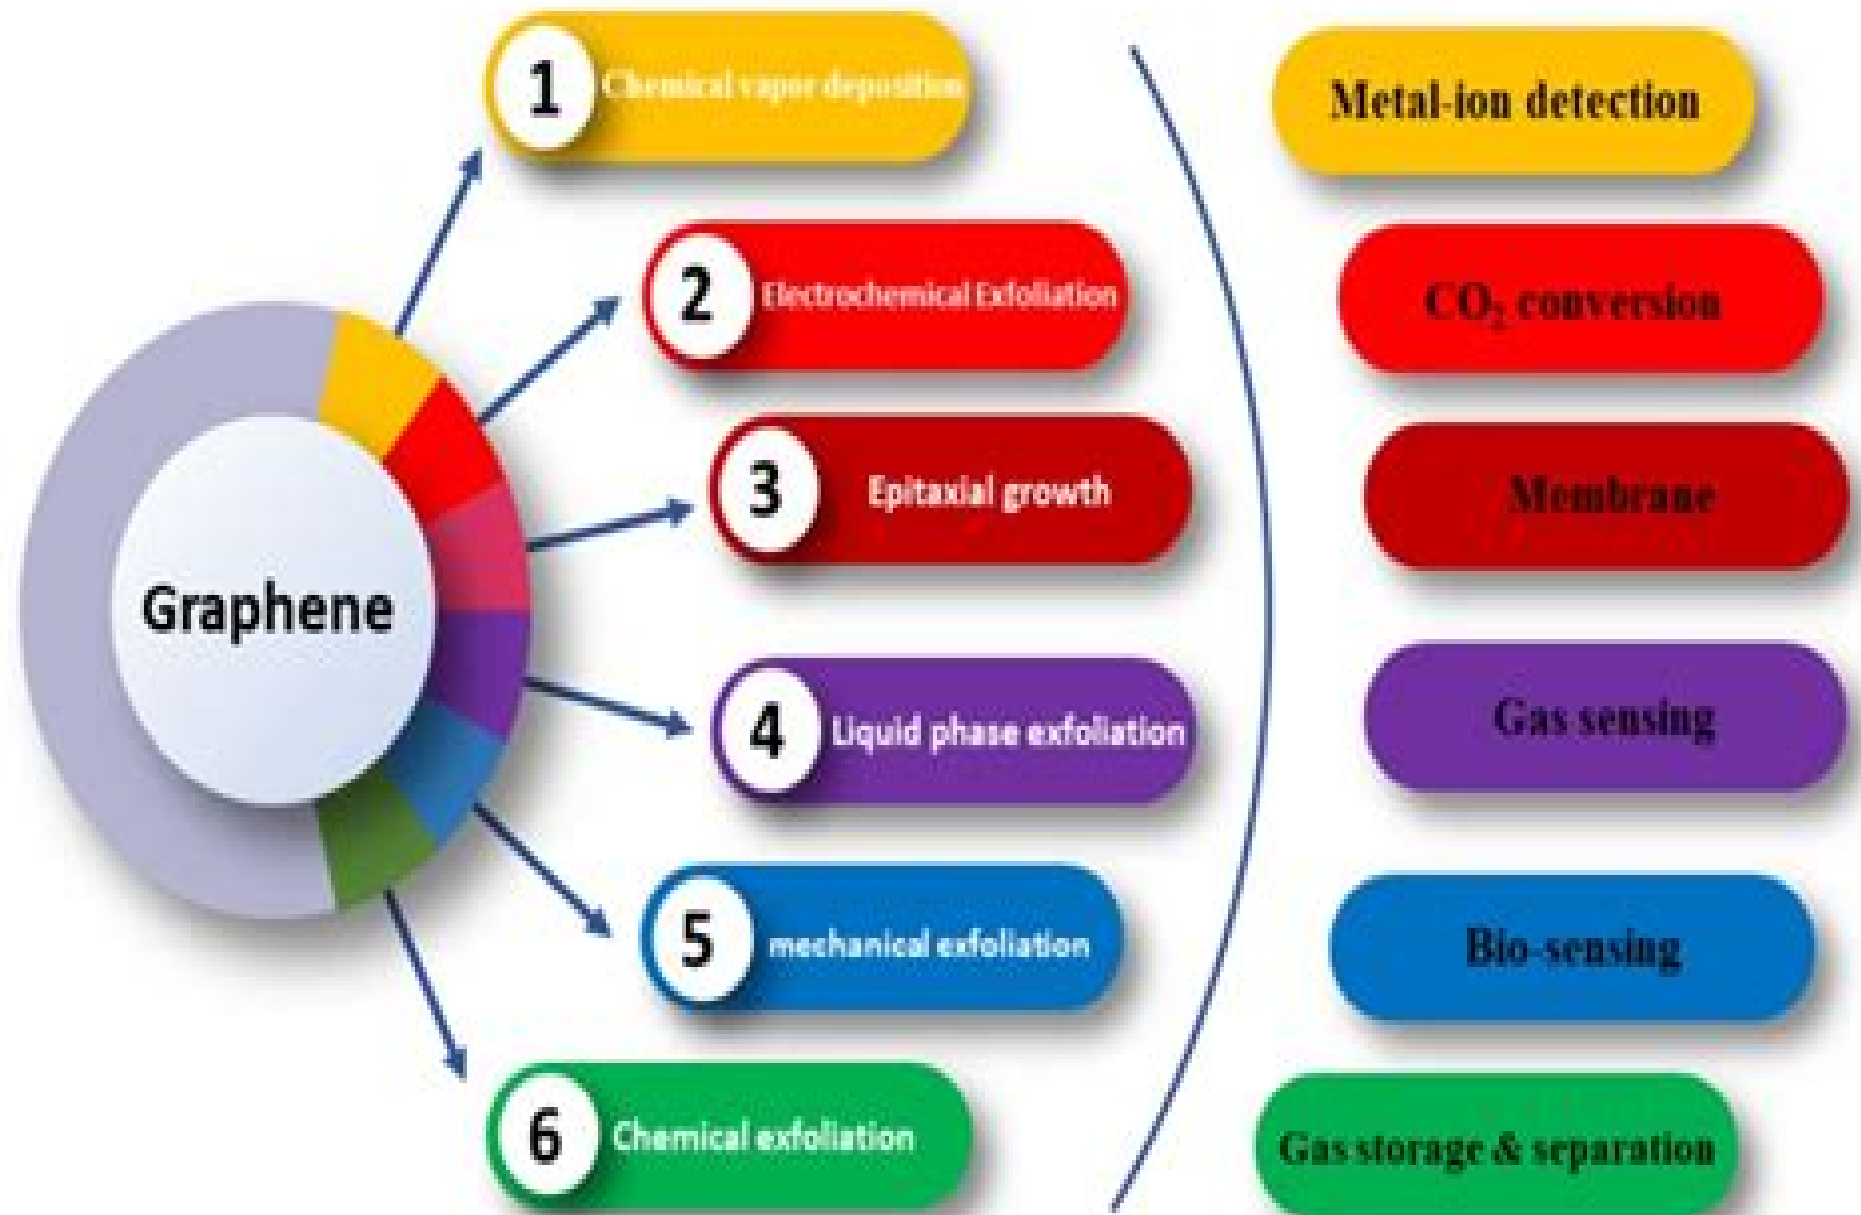 Graphene
1
Chemical vapor deposition
2
Electrochemical Exfoliation
3
Epitaxial growth
4
Liquid phase exfoliation
5
mechanical exfoliation
6
Chemical exfoliation
Metal-ion detection
CO₂ conversion
Membrane
Gas sensing
Bio-sensing
Gas storage & separation